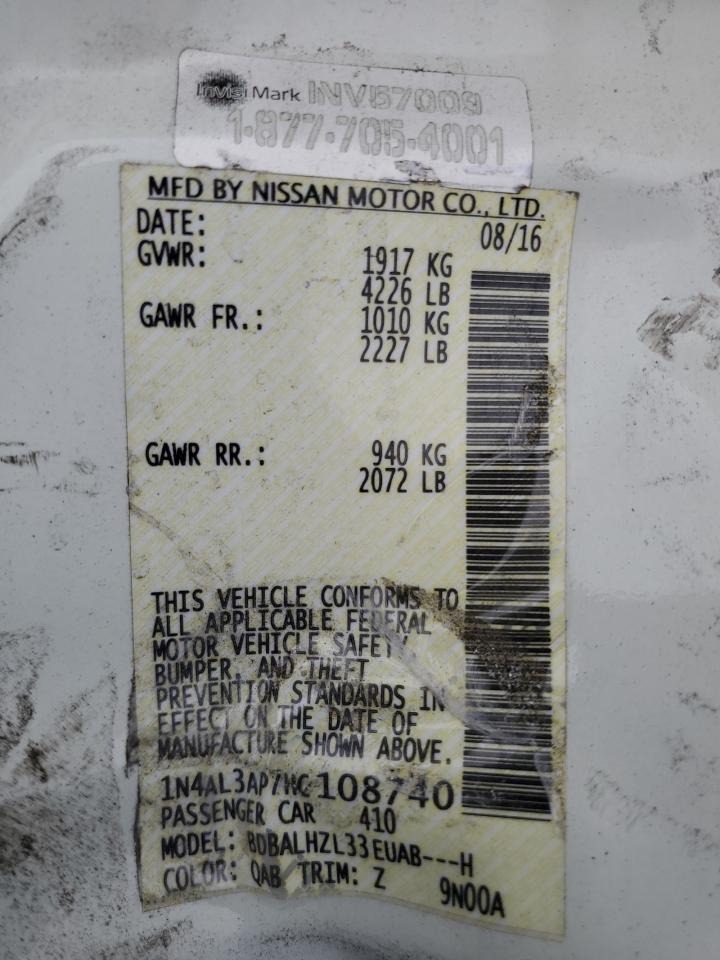 InvisiMark INV57009
1-877-705-4001
MFD BY NISSAN MOTOR CO., LTD.
DATE: 08/16
GVWR: 1917 KG
4226 LB
GAWR FR.: 1010 KG
2227 LB
GAWR RR.: 940 KG
2072 LB
THIS VEHICLE CONFORMS TO
ALL APPLICABLE FEDERAL
MOTOR VEHICLE SAFETY
BUMPER, AND THEFT
PREVENTION STANDARDS IN
EFFECT ON THE DATE OF
MANUFACTURE SHOWN ABOVE.
1N4AL3AP7HC108740
PASSENGER CAR 410
MODEL: BDBALHZL33EUAB---H
COLOR: QAB TRIM: Z 9N00A